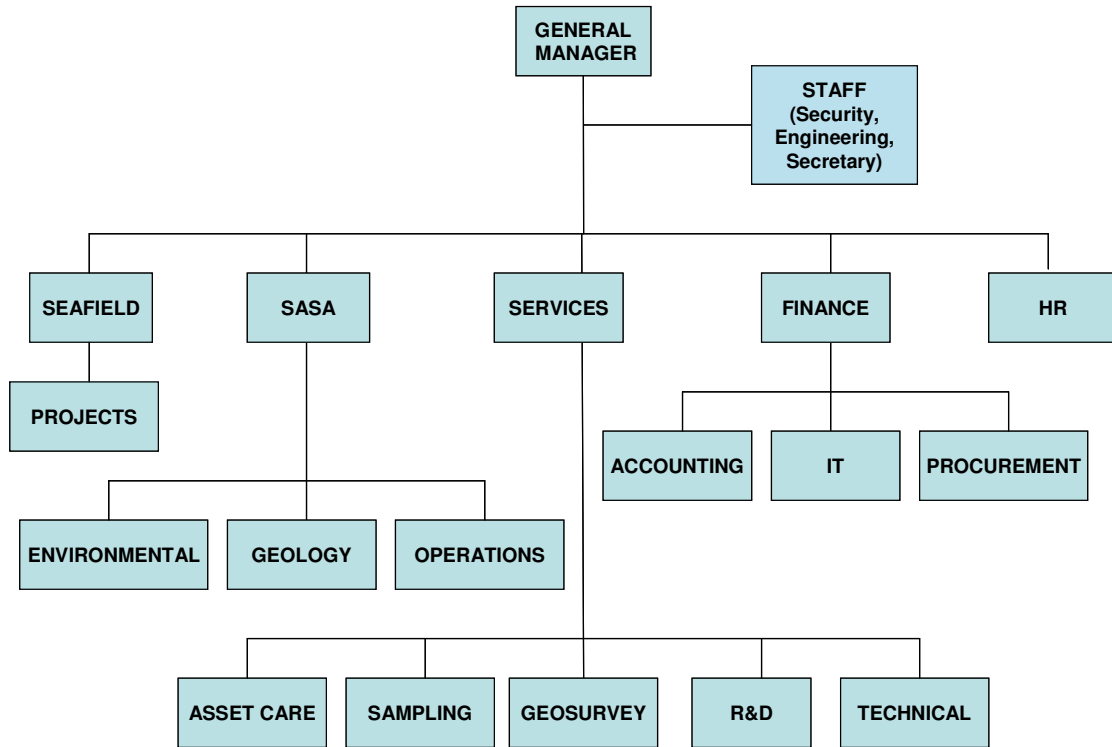 GENERAL
MANAGER
STAFF
(Security,
Engineering,
Secretary)
SEAFIELD
SASA
SERVICES
FINANCE
HR
PROJECTS
ACCOUNTING
IT
PROCUREMENT
ENVIRONMENTAL
GEOLOGY
OPERATIONS
ASSET CARE
SAMPLING
GEOSURVEY
R&D
TECHNICAL